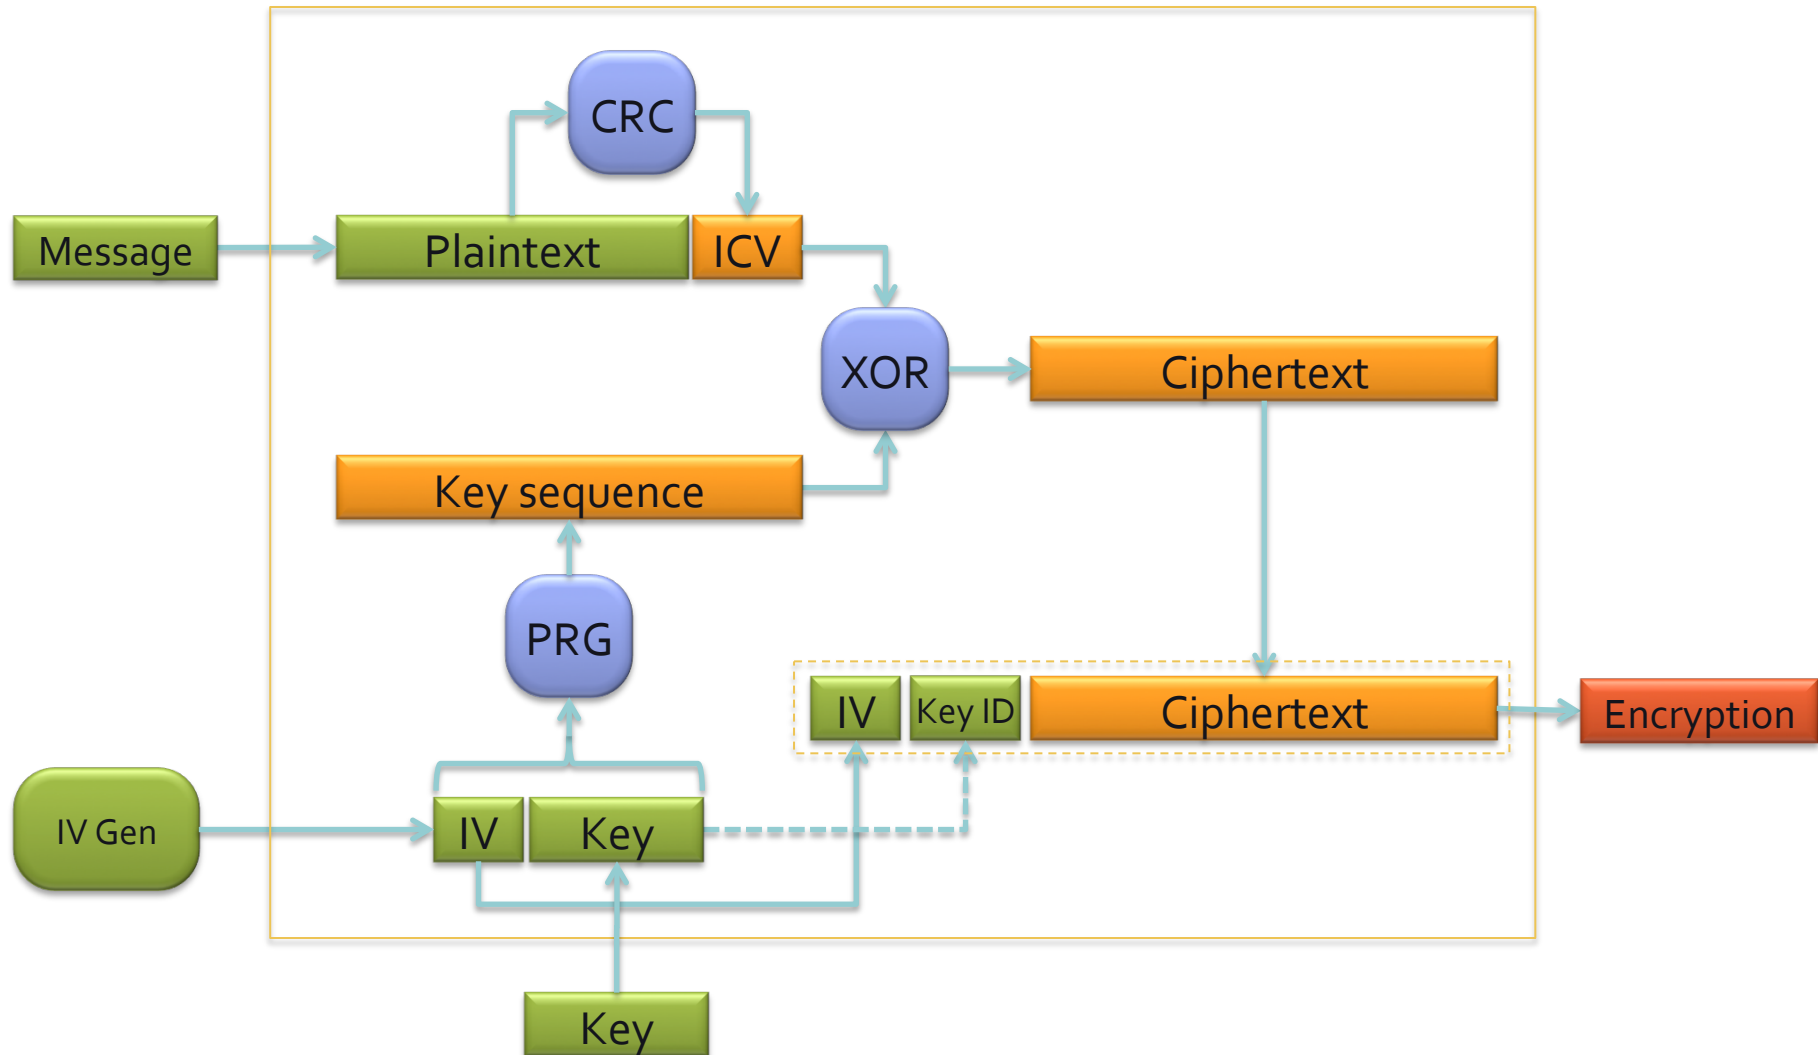 CRC
Message
Plaintext
ICV
XOR
Ciphertext
Key sequence
PRG
IV
Key ID
Ciphertext
Encryption
IV Gen
IV
Key
Key